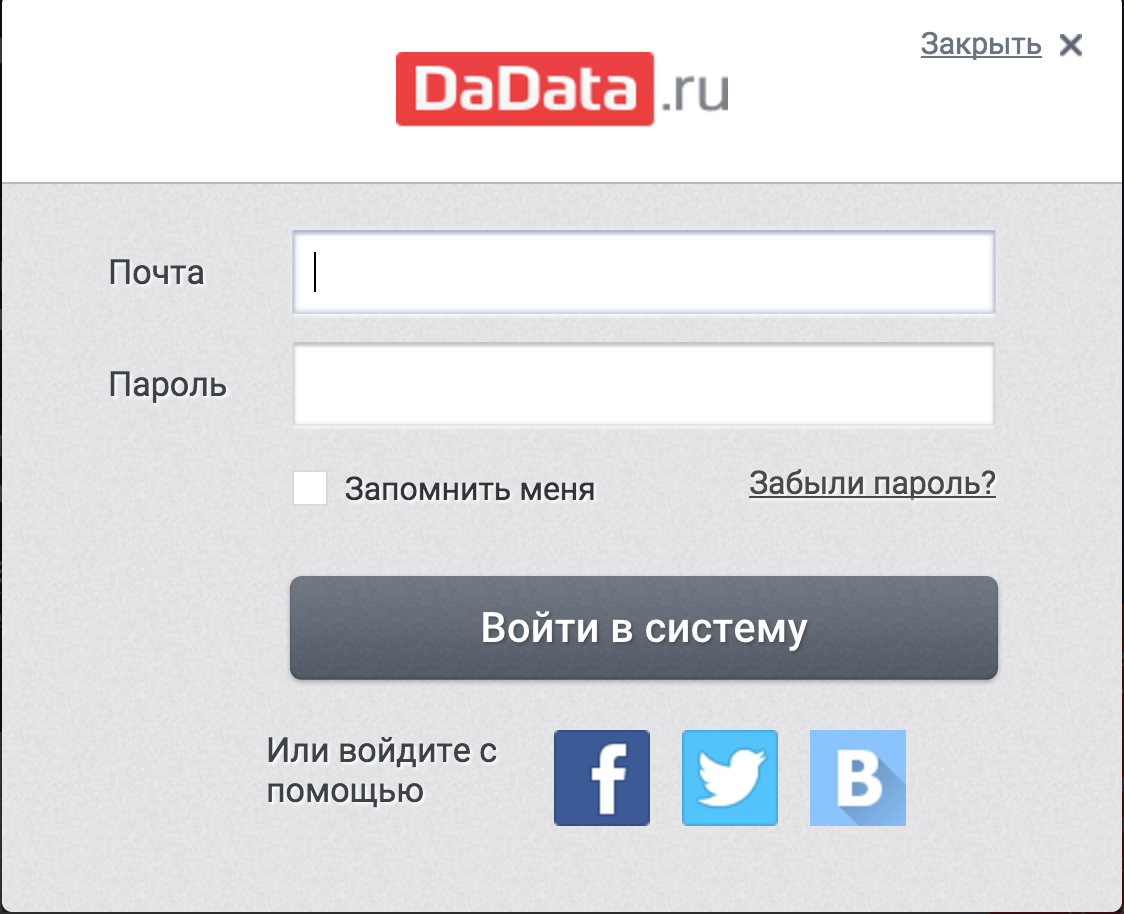 Закрыть
DaData.ru
Почта
Пароль
Запомнить меня
Забыли пароль?
Войти в систему
Или войдите с
помощью
f
B